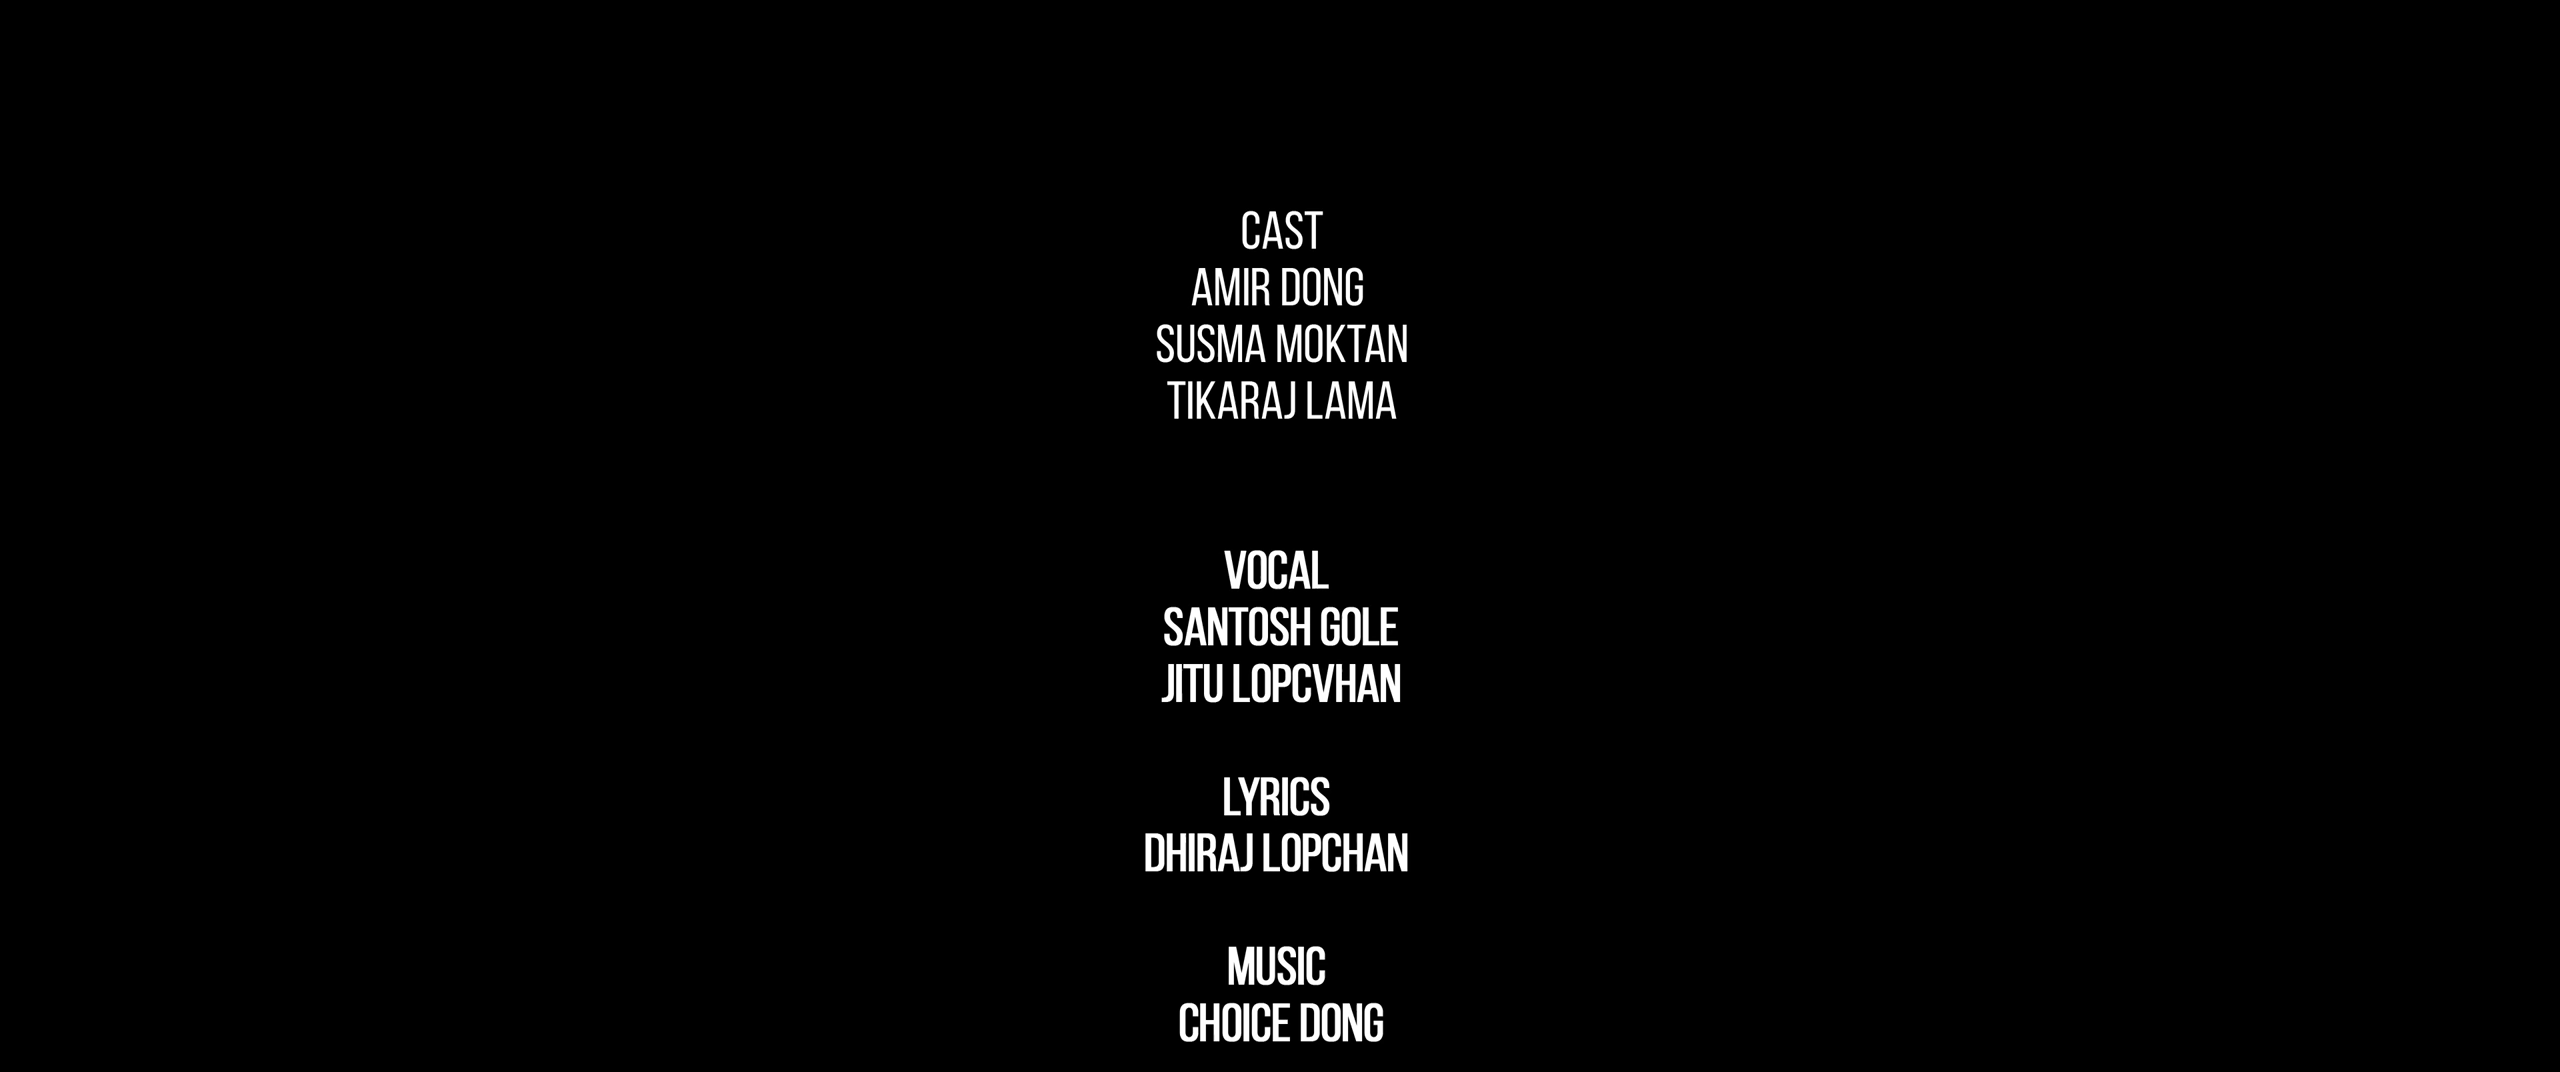 CAST
AMIR DONG
SUSMA MOKTAN
TIKARAJ LAMA
VOCAL
SANTOSH GOLE
JITU LOPCVHAN
LYRICS
DHIRAJ LOPCHAN
MUSIC
CHOICE DONG